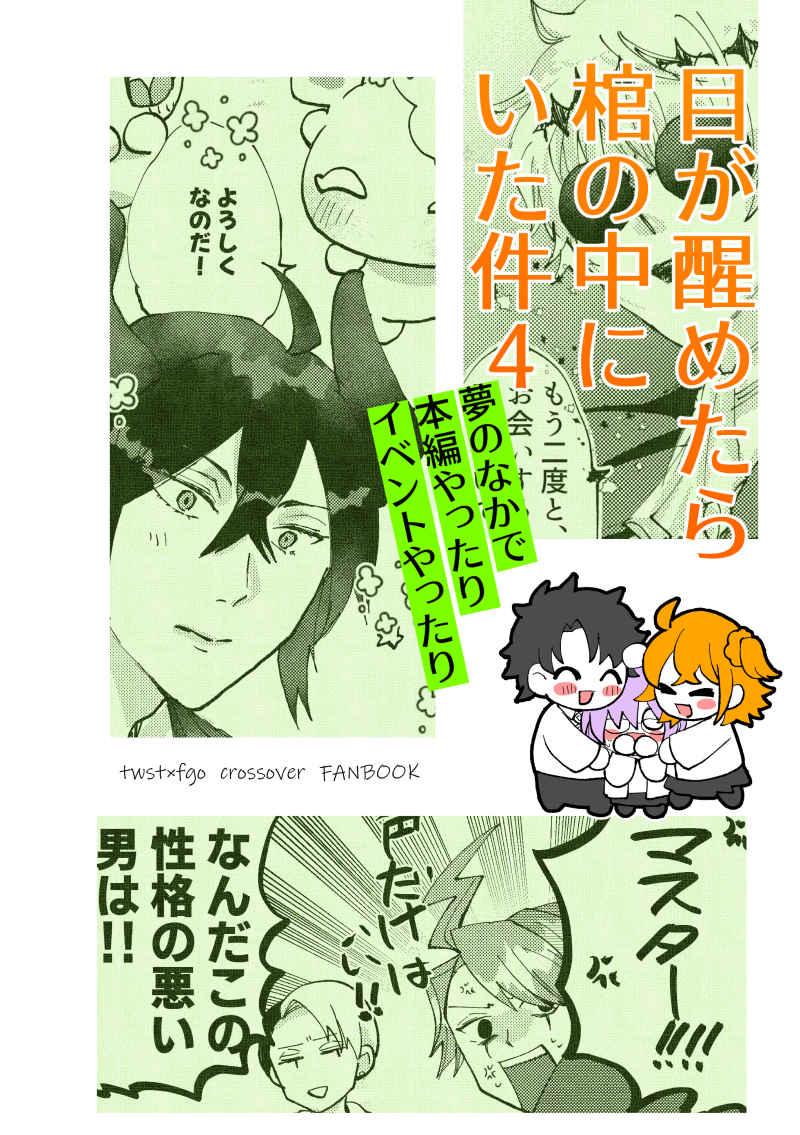 目が醒めたら
棺の中に
いた件4
よろしく
なのだ!
もう二度と、
お会いす
夢のなかで
本編やったり
イベントやったり
twst×fgo crossover FANBOOK
マスター!!!!
だけは
いい!!
なんだこの
性格の悪い
男は!!